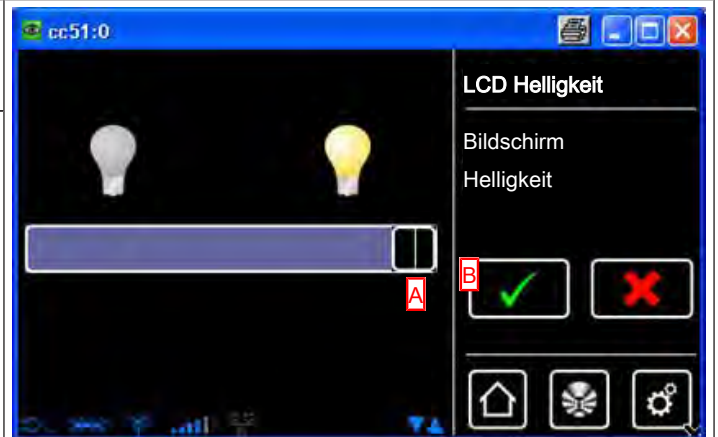 cc51:0
LCD Helligkeit
Bildschirm
Helligkeit
A
B